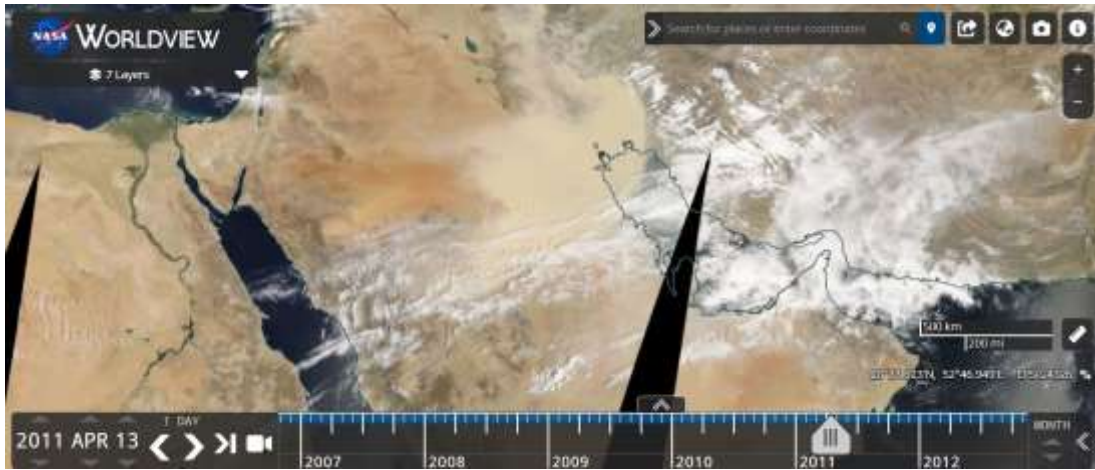 NASA WORLDVIEW
7 Layers
Search for places or enter coordinates
+
-
500 km
200 mi
1 DAY
2011 APR 13
2007
2008
2009
2010
2011
2012
MONTH